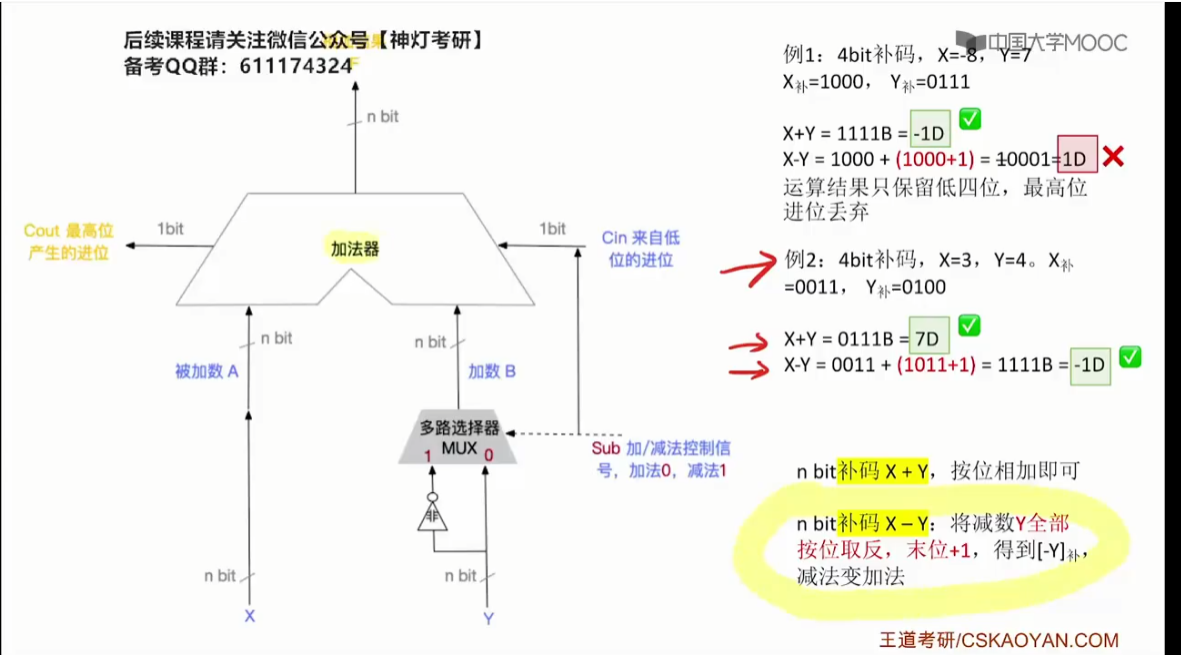 后续课程请关注微信公众号【神灯考研】
备考QQ群：611174324
F
n bit
Cout 最高位
产生的进位
1bit
加法器
1bit
Cin 来自低
位的进位
n bit
被加数 A
n bit
加数 B
多路选择器
MUX
1
0
Sub 加/减法控制信
号，加法0，减法1
非
n bit
X
n bit
Y
中国大学MOOC
例1：4bit补码，X=-8，Y=7
X补=1000， Y补=0111
X+Y = 1111B = -1D
X-Y = 1000 + (1000+1) = 10001=1D
运算结果只保留低四位，最高位
进位丢弃
例2：4bit补码，X=3，Y=4。X补
=0011， Y补=0100
X+Y = 0111B = 7D
X-Y = 0011 + (1011+1) = 1111B = -1D
n bit补码 X + Y，按位相加即可
n bit补码 X – Y：将减数Y全部
按位取反，末位+1，得到[-Y]补，
减法变加法
王道考研/CSKAOYAN.COM